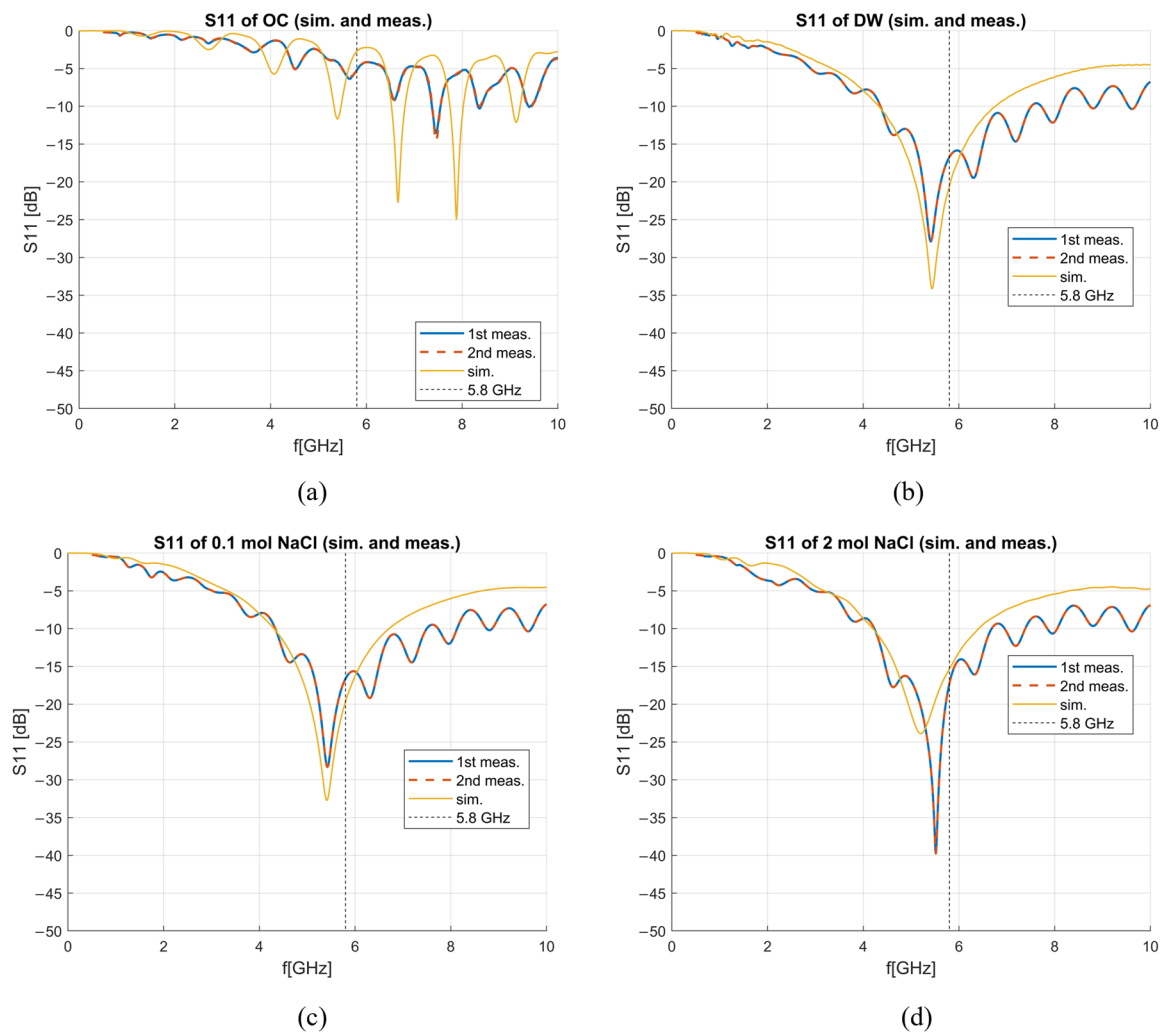 S11 of OC (sim. and meas.)
0
−5
−10
−15
−20
−25
−30
−35
−40
−45
−50
S11 [dB]
1st meas.
2nd meas.
sim.
5.8 GHz
0 2 4 6 8 10
f[GHz]
(a)
S11 of DW (sim. and meas.)
0
−5
−10
−15
−20
−25
−30
−35
−40
−45
−50
S11 [dB]
1st meas.
2nd meas.
sim.
5.8 GHz
0 2 4 6 8 10
f[GHz]
(b)
S11 of 0.1 mol NaCl (sim. and meas.)
0
−5
−10
−15
−20
−25
−30
−35
−40
−45
−50
S11 [dB]
1st meas.
2nd meas.
sim.
5.8 GHz
0 2 4 6 8 10
f[GHz]
(c)
S11 of 2 mol NaCl (sim. and meas.)
0
−5
−10
−15
−20
−25
−30
−35
−40
−45
−50
S11 [dB]
1st meas.
2nd meas.
sim.
5.8 GHz
0 2 4 6 8 10
f[GHz]
(d)